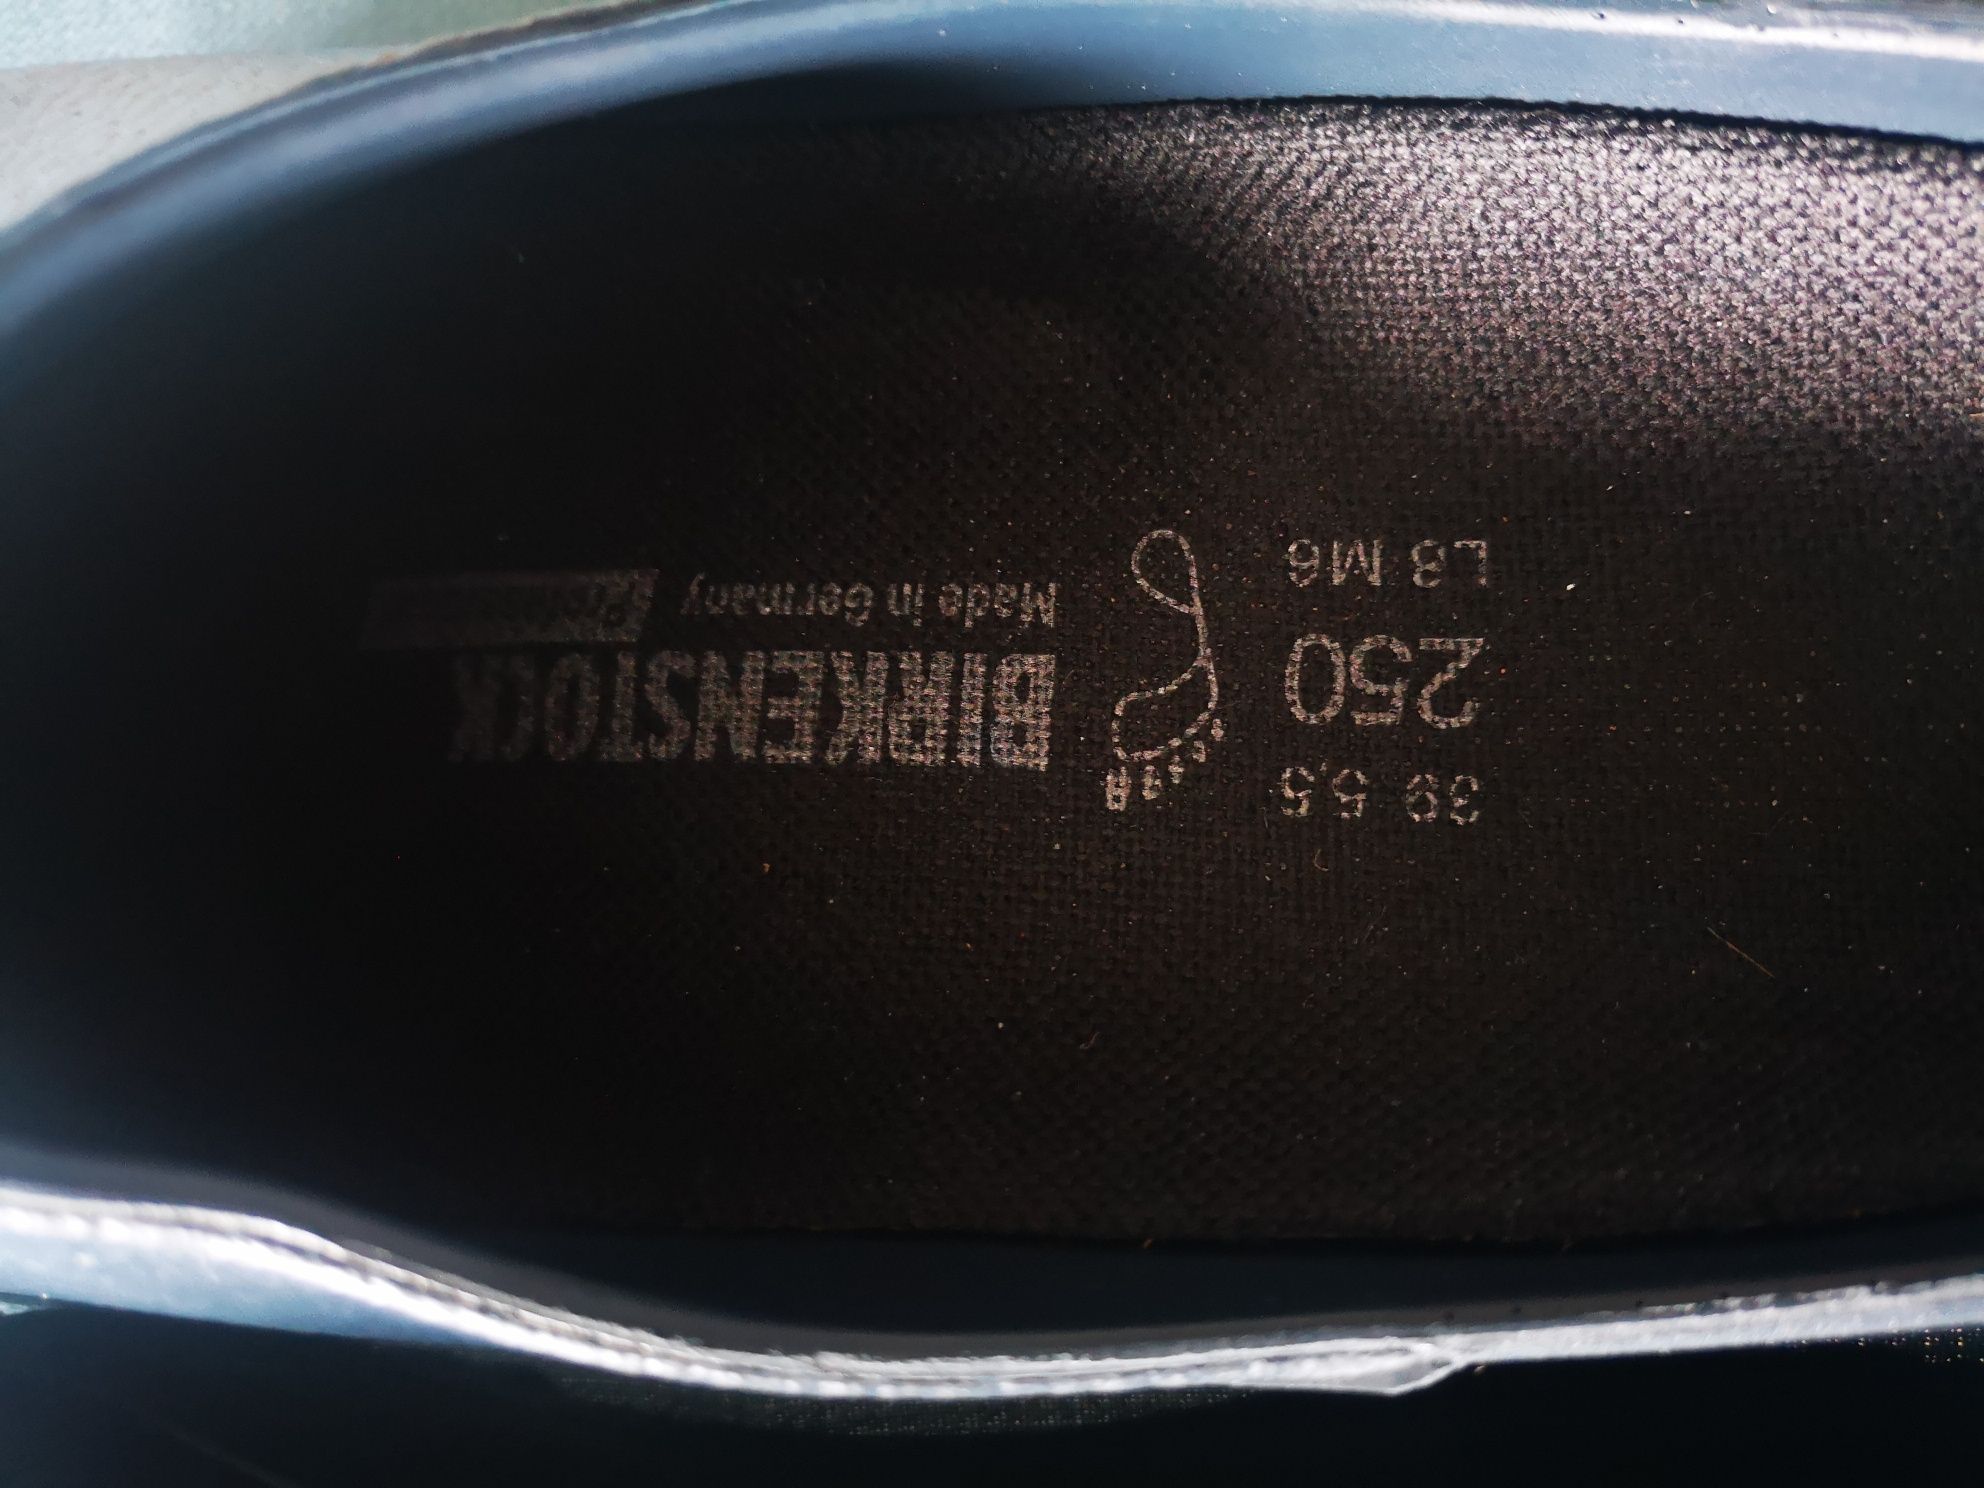 39 5,5
250
L8 M6
BIRKENSTOCK
Made in Germany